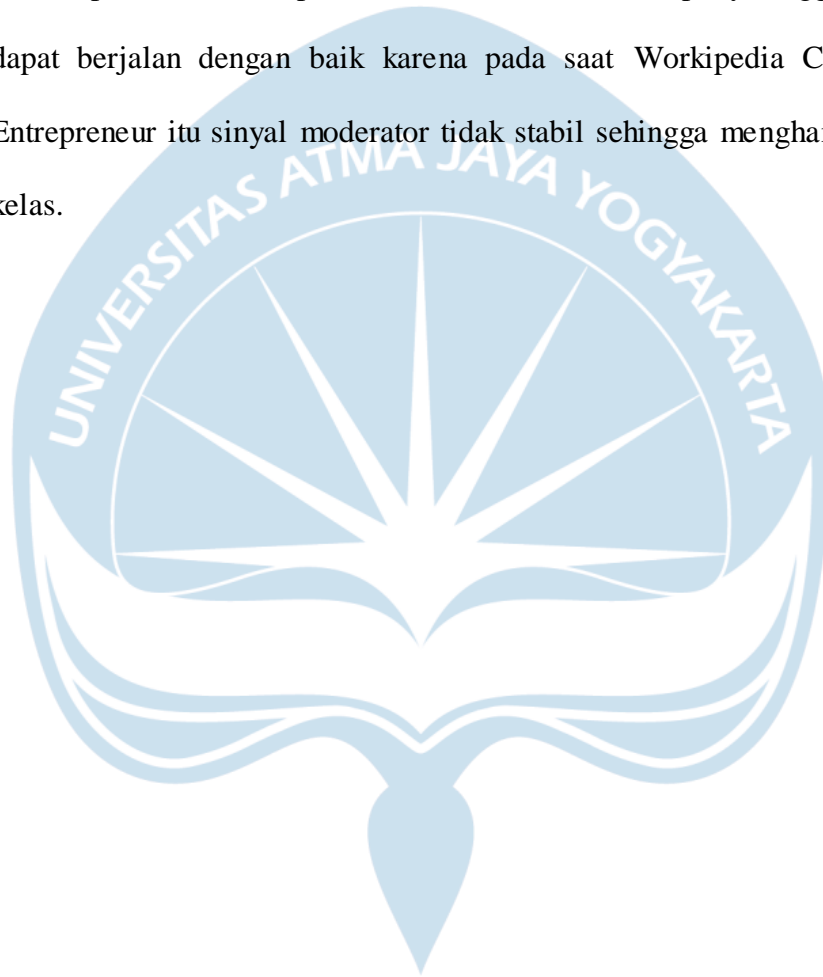 dapat berjalan dengan baik karena pada saat Workipedia C
Entrepreneur itu sinyal moderator tidak stabil sehingga
kelas.
UNIVERSITAS ATMA JAYA YOGYAKARTA